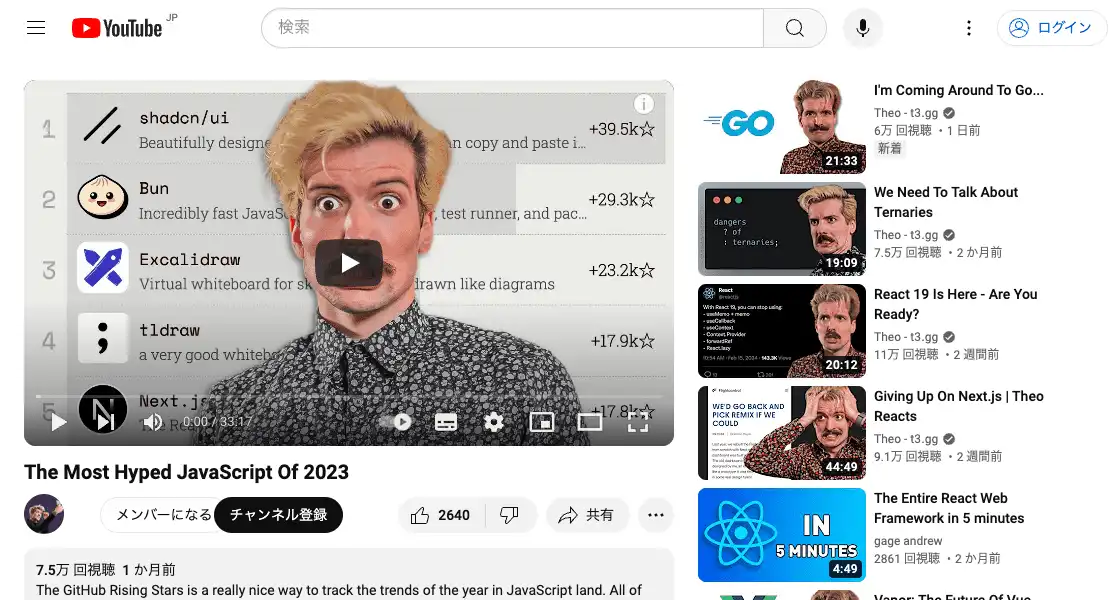 YouTube JP
検索
ログイン
1
shadcn/ui
Beautifully designe
an copy and paste i...
+39.5k☆
2
Bun
Incredibly fast JavaS
, test runner, and pac...
+29.3k☆
3
Excalidraw
Virtual whiteboard for sk
drawn like diagrams
+23.2k☆
4
tldraw
a very good whitebo
+17.9k☆
5
Next.js
+17.8k☆
0:00 / 33:17
The Most Hyped JavaScript Of 2023
メンバーになる
チャンネル登録
2640
共有
7.5万 回視聴 1 か月前
The GitHub Rising Stars is a really nice way to track the trends of the year in JavaScript land. All of
GO
21:33
I'm Coming Around To Go...
Theo - t3․gg
6万 回視聴 ・1 日前
新着
dangers
? of
: ternaries;
19:09
We Need To Talk About
Ternaries
Theo - t3․gg
7.5万 回視聴 ・2 か月前
React
@reactjs
With React 19, you can stop using:
- useMemo + memo
- useCallback
- useContext
- Context.Provider
- forwardRef
- React.lazy
10:54 AM · Feb 15, 2024 · 143.3K Views
20:12
React 19 Is Here - Are You
Ready?
Theo - t3․gg
11万 回視聴 ・2 週間前
Flightcontrol
WE'D GO BACK AND
PICK REMIX IF WE
COULD
44:49
Giving Up On Next.js | Theo
Reacts
Theo - t3․gg
9.1万 回視聴 ・2 週間前
IN
5 MINUTES
4:49
The Entire React Web
Framework in 5 minutes
gage andrew
2861 回視聴 ・2 か月前
Vapor: The Future Of Vue